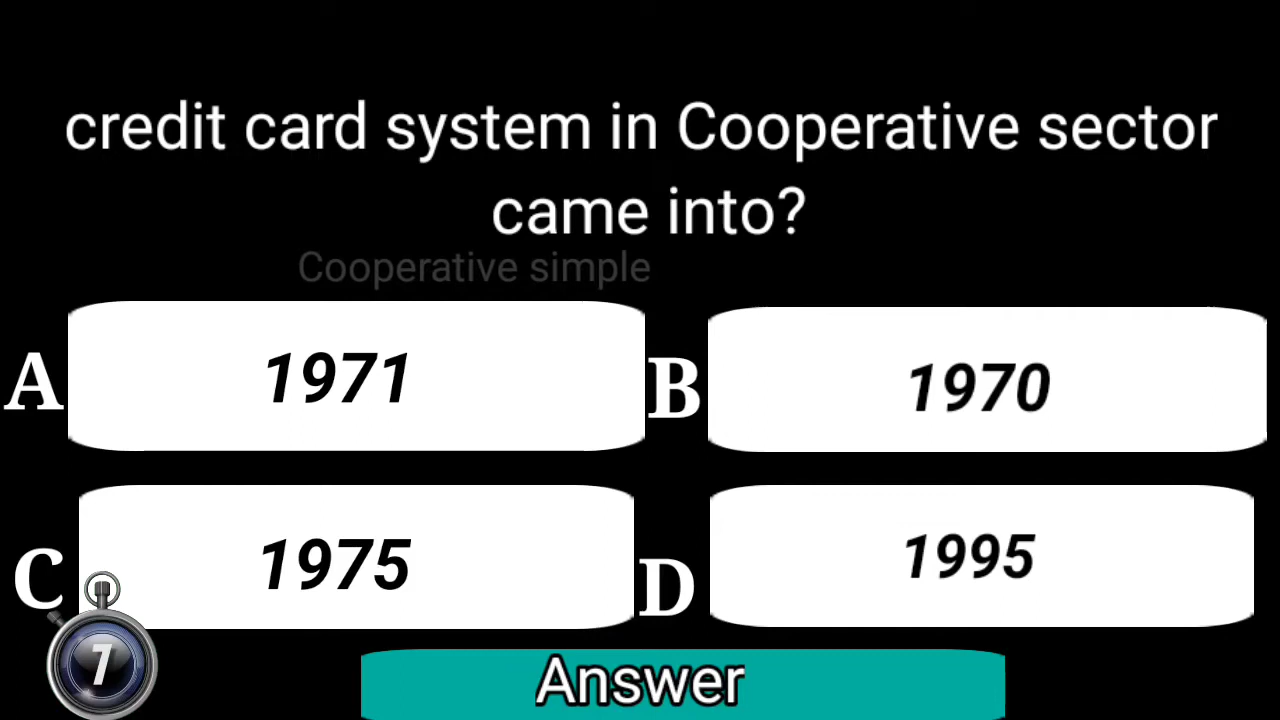 credit card system in Cooperative sector
came into?
Cooperative simple
A 1971
B 1970
C 1975
D 1995
7
Answer